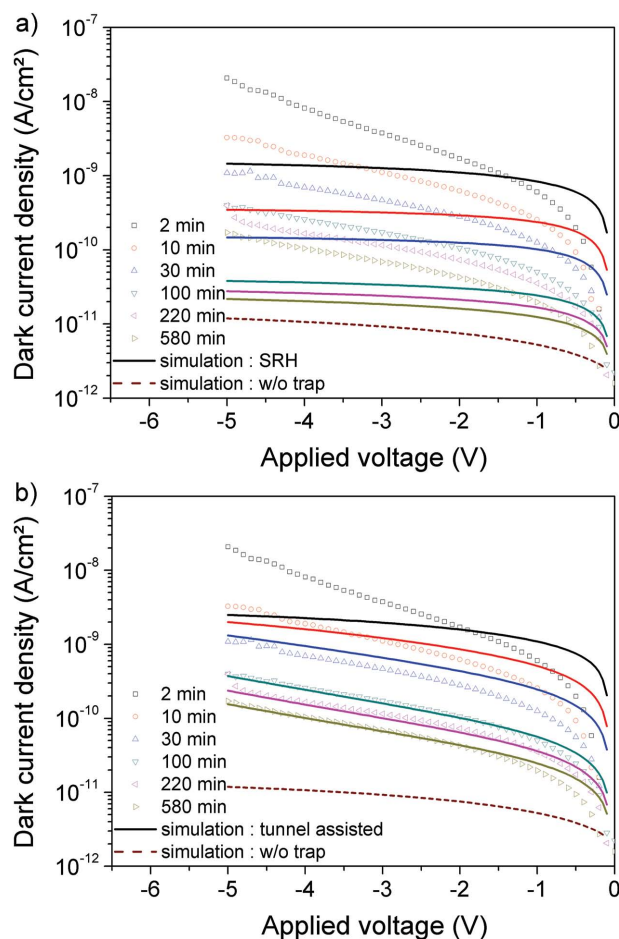 a)
Dark current density (A/cm²)
10⁻⁷
10⁻⁸
10⁻⁹
10⁻¹⁰
10⁻¹¹
10⁻¹²
2 min
10 min
30 min
100 min
220 min
580 min
simulation : SRH
simulation : w/o trap
-6 -5 -4 -3 -2 -1 0
Applied voltage (V)
b)
Dark current density (A/cm²)
10⁻⁷
10⁻⁸
10⁻⁹
10⁻¹⁰
10⁻¹¹
10⁻¹²
2 min
10 min
30 min
100 min
220 min
580 min
simulation : tunnel assisted
simulation : w/o trap
-6 -5 -4 -3 -2 -1 0
Applied voltage (V)